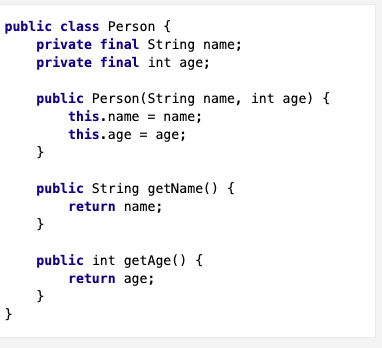 public class Person {
    private final String name;
    private final int age;

    public Person(String name, int age) {
        this.name = name;
        this.age = age;
    }

    public String getName() {
        return name;
    }

    public int getAge() {
        return age;
    }
}